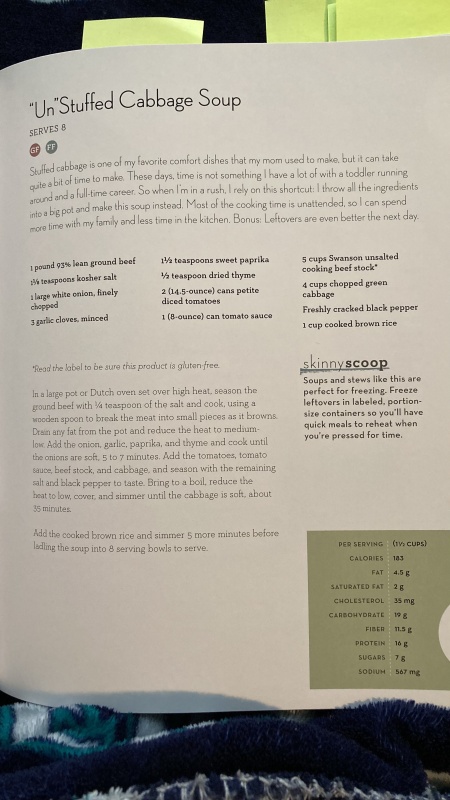 "Un"Stuffed Cabbage Soup
SERVES 8
GF FF
Stuffed cabbage is one of my favorite comfort dishes that my mom used to make, but it can take
quite a bit of time to make. These days, time is not something I have a lot of with a toddler running
around and a full-time career. So when I'm in a rush, I rely on this shortcut: I throw all the ingredients
into a big pot and make this soup instead. Most of the cooking time is unattended, so I can spend
more time with my family and less time in the kitchen. Bonus: Leftovers are even better the next day.
1 pound 93% lean ground beef
1¼ teaspoons kosher salt
1 large white onion, finely
chopped
3 garlic cloves, minced
1½ teaspoons sweet paprika
½ teaspoon dried thyme
2 (14.5-ounce) cans petite
diced tomatoes
1 (8-ounce) can tomato sauce
5 cups Swanson unsalted
cooking beef stock*
4 cups chopped green
cabbage
Freshly cracked black pepper
1 cup cooked brown rice
*Read the label to be sure this product is gluten-free.
In a large pot or Dutch oven set over high heat, season the
ground beef with ¼ teaspoon of the salt and cook, using a
wooden spoon to break the meat into small pieces as it browns.
Drain any fat from the pot and reduce the heat to medium-
low. Add the onion, garlic, paprika, and thyme and cook until
the onions are soft, 5 to 7 minutes. Add the tomatoes, tomato
sauce, beef stock, and cabbage, and season with the remaining
salt and black pepper to taste. Bring to a boil, reduce the
heat to low, cover, and simmer until the cabbage is soft, about
35 minutes.
Add the cooked brown rice and simmer 5 more minutes before
ladling the soup into 8 serving bowls to serve.
skinnyscoop
Soups and stews like this are
perfect for freezing. Freeze
leftovers in labeled, portion-
size containers so you'll have
quick meals to reheat when
you're pressed for time.
PER SERVING (1½ CUPS)
CALORIES 183
FAT 4.5 g
SATURATED FAT 2 g
CHOLESTEROL 35 mg
CARBOHYDRATE 19 g
FIBER 11.5 g
PROTEIN 16 g
SUGARS 7 g
SODIUM 567 mg